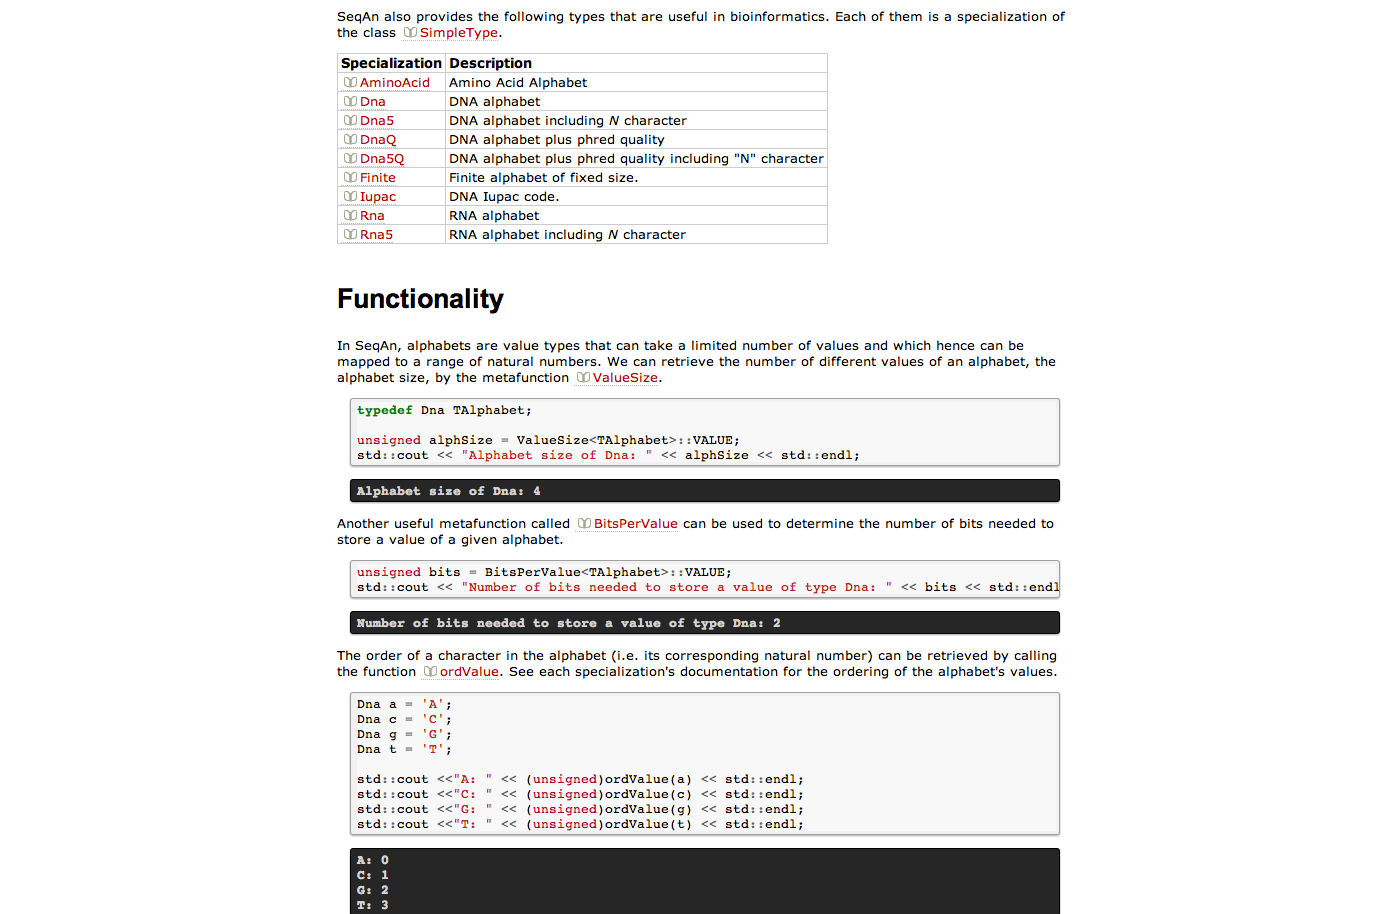 SeqAn also provides the following types that are useful in bioinformatics. Each of them is a specialization of
the class SimpleType.
Specialization Description
AminoAcid Amino Acid Alphabet
Dna DNA alphabet
Dna5 DNA alphabet including N character
DnaQ DNA alphabet plus phred quality
Dna5Q DNA alphabet plus phred quality including "N" character
Finite Finite alphabet of fixed size.
Iupac DNA Iupac code.
Rna RNA alphabet
Rna5 RNA alphabet including N character
Functionality
In SeqAn, alphabets are value types that can take a limited number of values and which hence can be
mapped to a range of natural numbers. We can retrieve the number of different values of an alphabet, the
alphabet size, by the metafunction ValueSize.
typedef Dna TAlphabet;
unsigned alphSize = ValueSize<TAlphabet>::VALUE;
std::cout << "Alphabet size of Dna: " << alphSize << std::endl;
Alphabet size of Dna: 4
Another useful metafunction called BitsPerValue can be used to determine the number of bits needed to
store a value of a given alphabet.
unsigned bits = BitsPerValue<TAlphabet>::VALUE;
std::cout << "Number of bits needed to store a value of type Dna: " << bits << std::endl
Number of bits needed to store a value of type Dna: 2
The order of a character in the alphabet (i.e. its corresponding natural number) can be retrieved by calling
the function ordValue. See each specialization's documentation for the ordering of the alphabet's values.
Dna a = 'A';
Dna c = 'C';
Dna g = 'G';
Dna t = 'T';
std::cout <<"A: " << (unsigned)ordValue(a) << std::endl;
std::cout <<"C: " << (unsigned)ordValue(c) << std::endl;
std::cout <<"G: " << (unsigned)ordValue(g) << std::endl;
std::cout <<"T: " << (unsigned)ordValue(t) << std::endl;
A: 0
C: 1
G: 2
T: 3